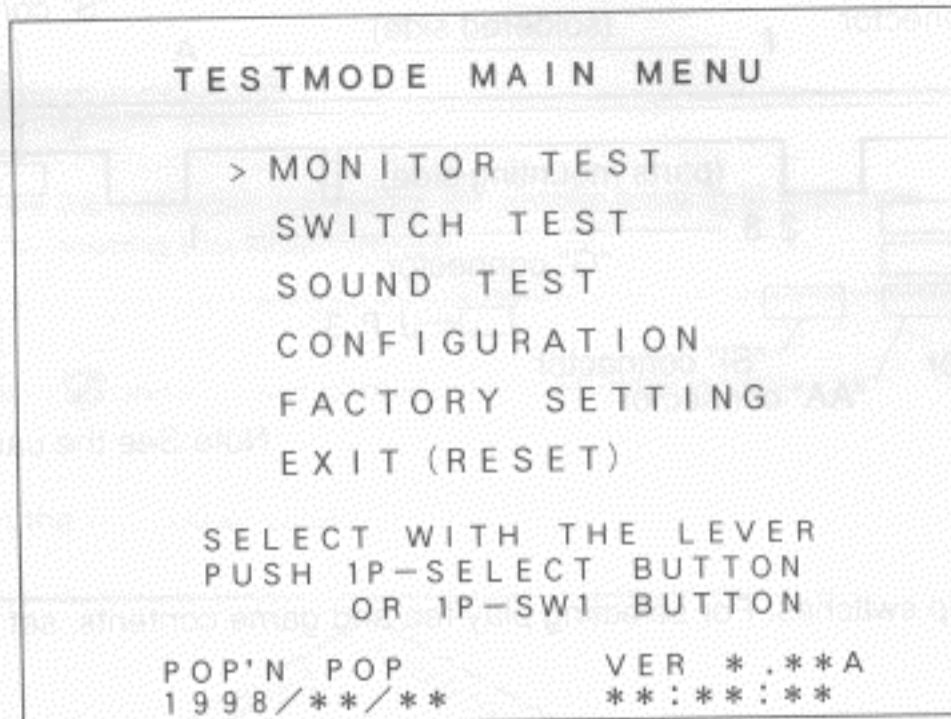 TESTMODE MAIN MENU
> MONITOR TEST
SWITCH TEST
SOUND TEST
CONFIGURATION
FACTORY SETTING
EXIT (RESET)
SELECT WITH THE LEVER
PUSH 1P-SELECT BUTTON
OR 1P-SW1 BUTTON
POP'N POP VER *.**A
1998/**/** **:**:**